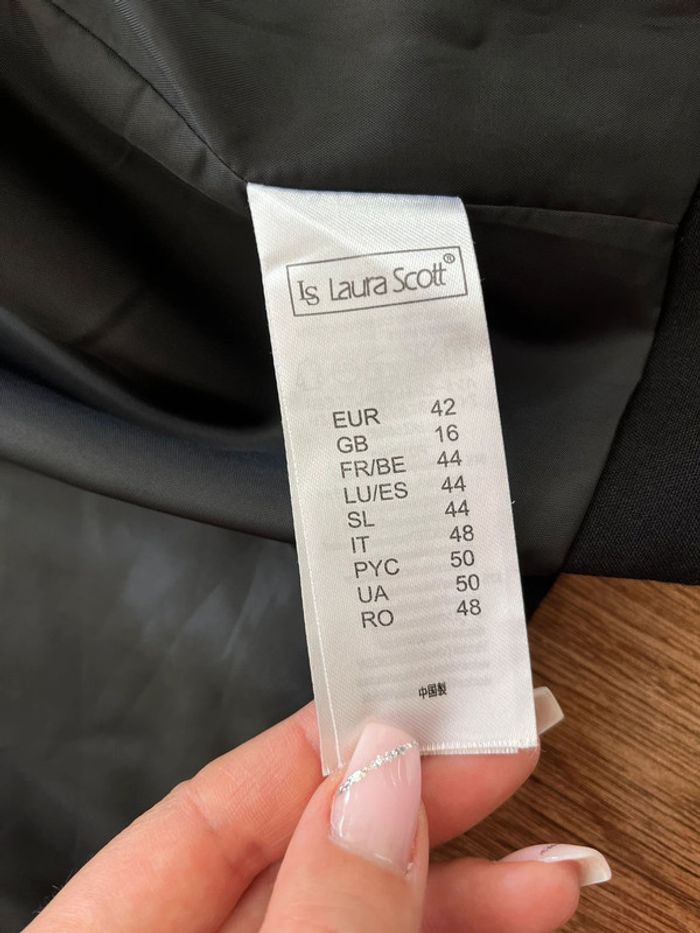 Ls Laura Scott®
EUR 42
GB 16
FR/BE 44
LU/ES 44
SL 44
IT 48
PYC 50
UA 50
RO 48
中国製